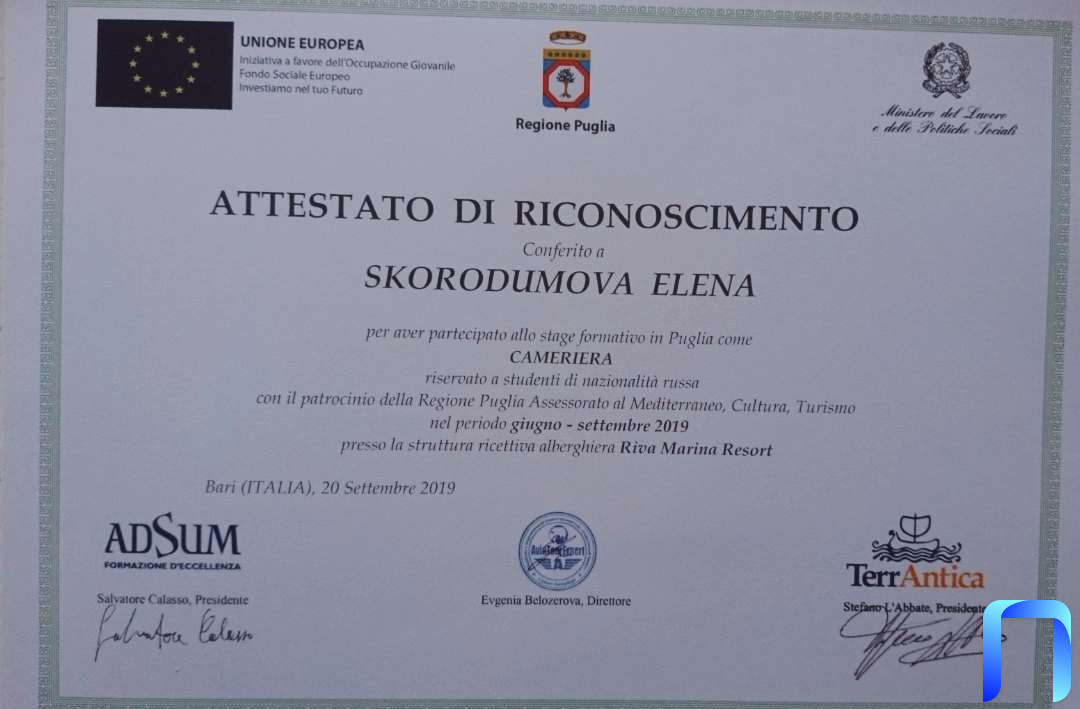 UNIONE EUROPEA
Iniziativa a favore dell'Occupazione Giovanile
Fondo Sociale Europeo
Investiamo nel tuo Futuro
Regione Puglia
Ministero del Lavoro
e delle Politiche Sociali
ATTESTATO DI RICONOSCIMENTO
Conferito a
SKORODUMOVA ELENA
per aver partecipato allo stage formativo in Puglia come
CAMERIERA
riservato a studenti di nazionalità russa
con il patrocinio della Regione Puglia Assessorato al Mediterraneo, Cultura, Turismo
nel periodo giugno - settembre 2019
presso la struttura ricettiva alberghiera Riva Marina Resort
Bari (ITALIA), 20 Settembre 2019
ADSUM
FORMAZIONE D'ECCELLENZA
Salvatore Calasso, Presidente
Salvatore Calasso
AviaTourExpert
Evgenia Belozerova, Direttore
TerrAntica
Stefano L'Abbate, Presidente